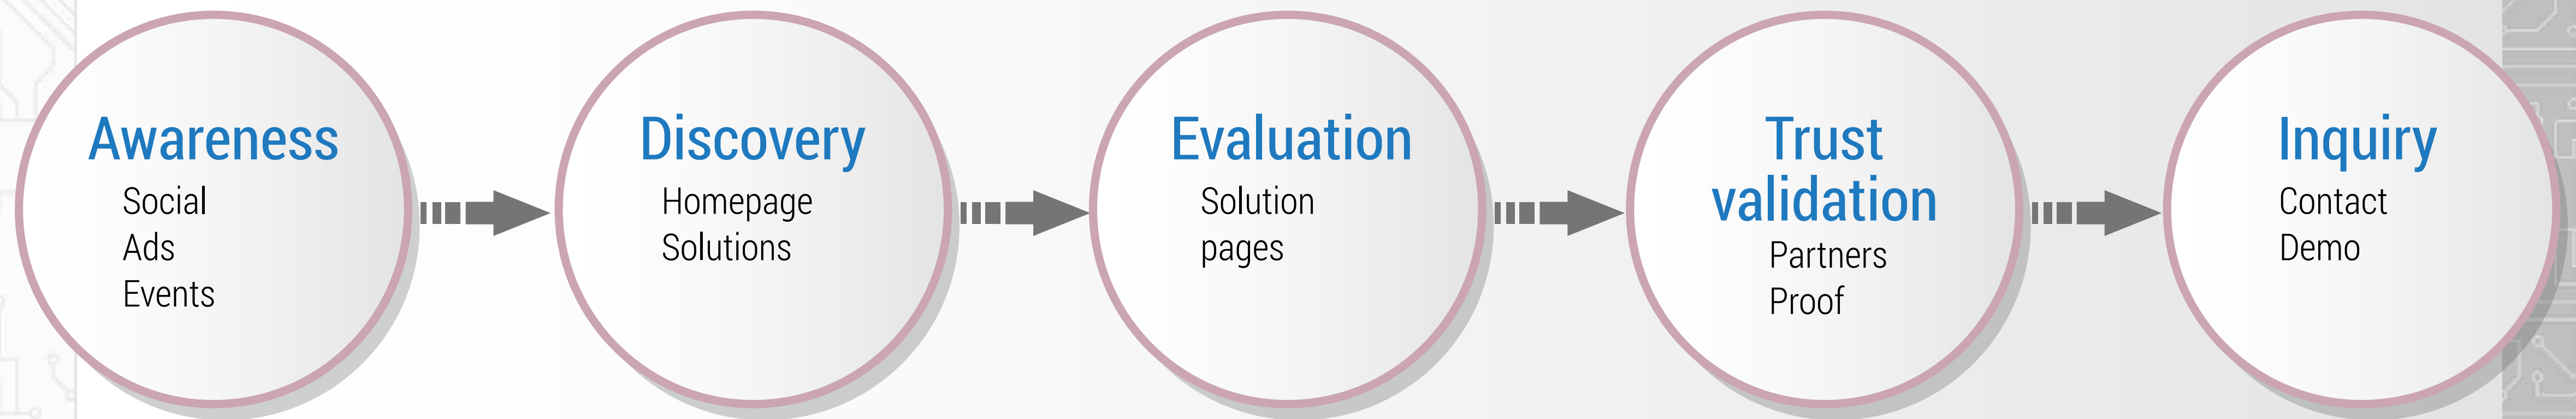 Awareness
Social
Ads
Events
Discovery
Homepage
Solutions
Evaluation
Solution
pages
Trust
validation
Partners
Proof
Inquiry
Contact
Demo